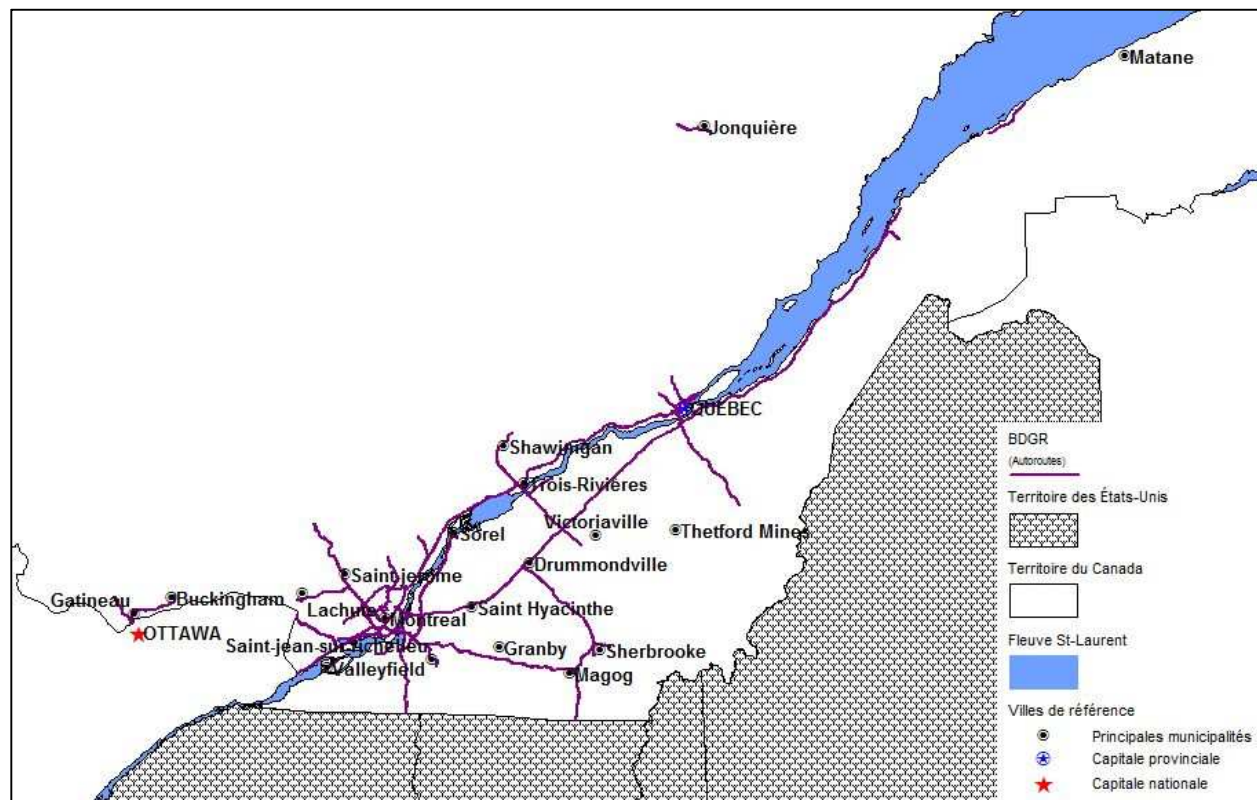 Matane
Jonquière
QUEBEC
Shawinigan
Trois-Rivières
Victoriaville
Thetford Mines
Sorel
Drummondville
Saint-jerôme
Gatineau
Buckingham
Lachute
Saint Hyacinthe
Montreal
OTTAWA
Saint-jean-sur-richelieu
Granby
Sherbrooke
Valleyfield
Magog
BDGR
(Autoroutes)
Territoire des États-Unis
Territoire du Canada
Fleuve St-Laurent
Villes de référence
Principales municipalités
Capitale provinciale
Capitale nationale